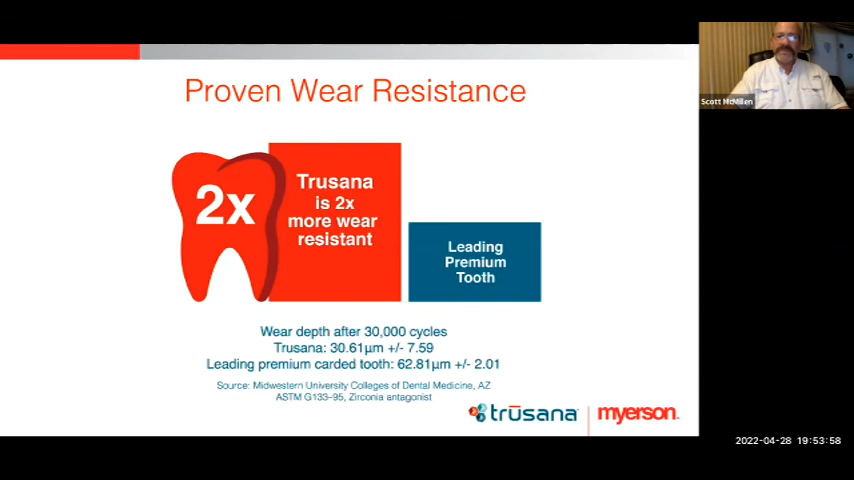 Proven Wear Resistance
2x
Trusana
is 2x
more wear
resistant
Leading
Premium
Tooth
Wear depth after 30,000 cycles
Trusana: 30.61µm +/- 7.59
Leading premium carded tooth: 62.81µm +/- 2.01
Source: Midwestern University Colleges of Dental Medicine, AZ
ASTM G133–95, Zirconia antagonist
trūsana
myerson.
Scott McMillen
2022-04-28 19:53:58